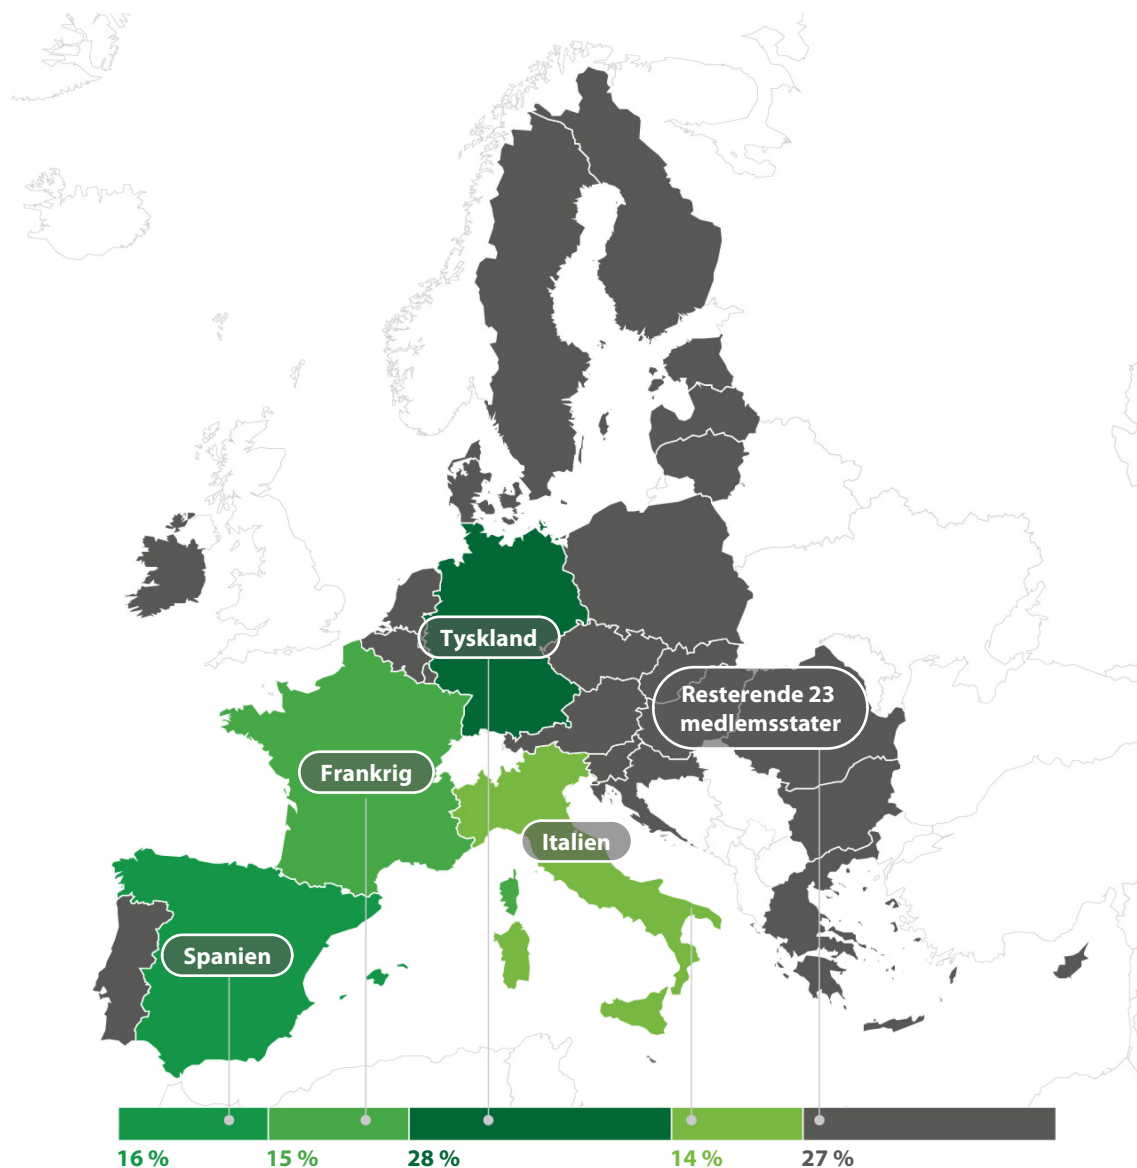 Tyskland
Resterende 23
medlemsstater
Frankrig
Italien
Spanien
16 %
15 %
28 %
14 %
27 %